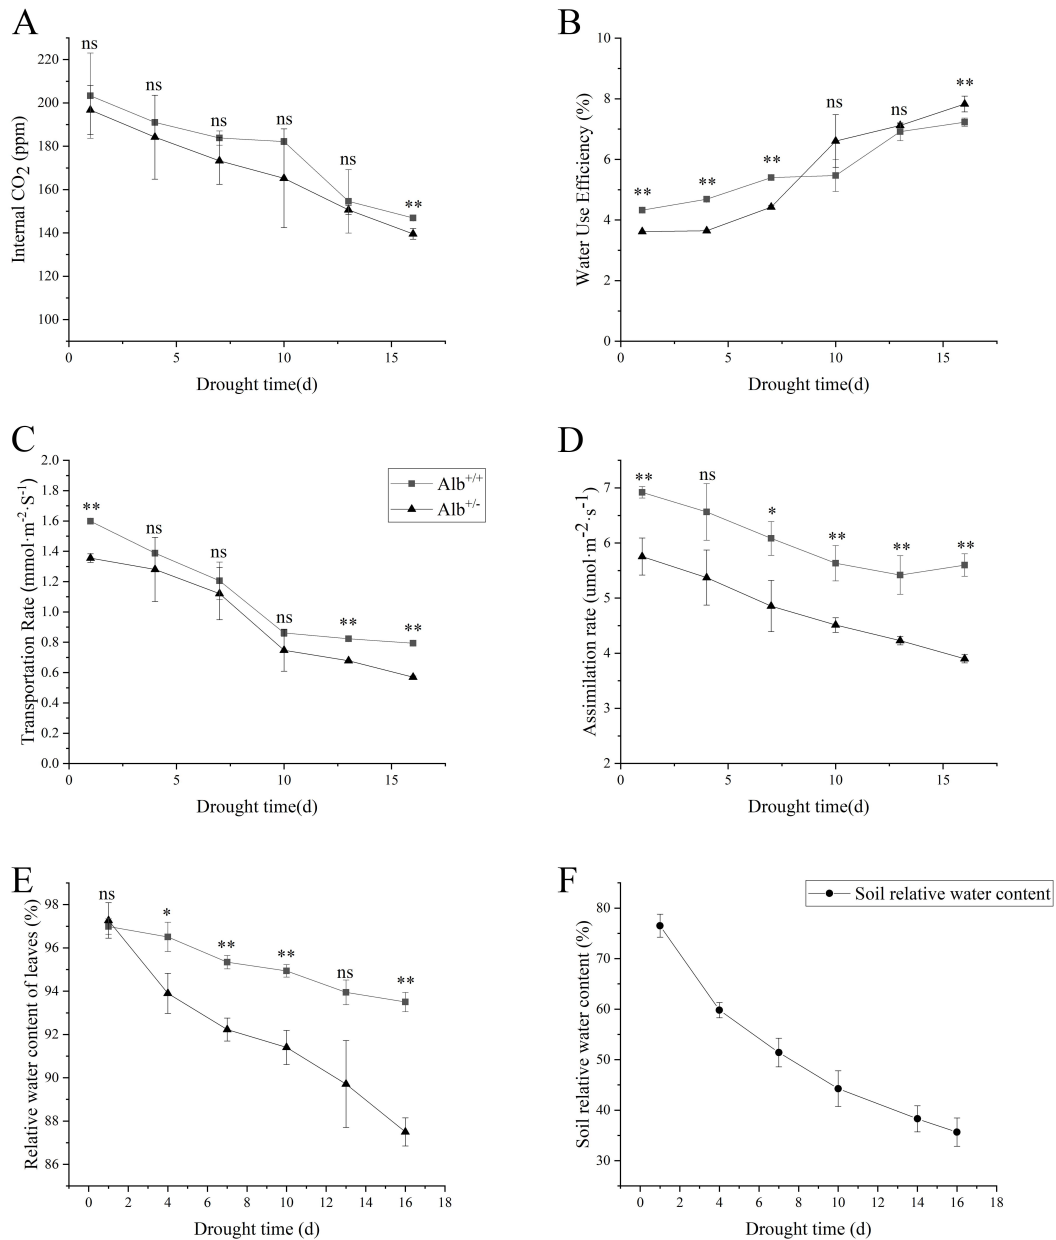 A
B
ns
ns
ns
ns
ns
**
Internal CO2 (ppm)
220
200
180
160
140
120
100
0
5
10
15
Drought time(d)
**
**
**
ns
ns
**
Water Use Efficiency (%)
10
8
6
4
2
0
0
5
10
15
Drought time(d)
C
D
**
ns
ns
ns
**
**
Transportation Rate (mmol·m-2·S-1)
2.0
1.8
1.6
1.4
1.2
1.0
0.8
0.6
0.4
0.2
0.0
0
5
10
15
Drought time(d)
Alb+/+
Alb+/-
**
ns
*
**
**
**
Assimilation rate (umol·m-2·s-1)
7
6
5
4
3
2
0
5
10
15
Drought time(d)
E
F
ns
*
**
**
ns
**
Relative water content of leaves (%)
98
96
94
92
90
88
86
0 2 4 6 8 10 12 14 16 18
Drought time (d)
Soil relative water content
Soil relative water content (%)
80
70
60
50
40
30
0 2 4 6 8 10 12 14 16 18
Drought time (d)